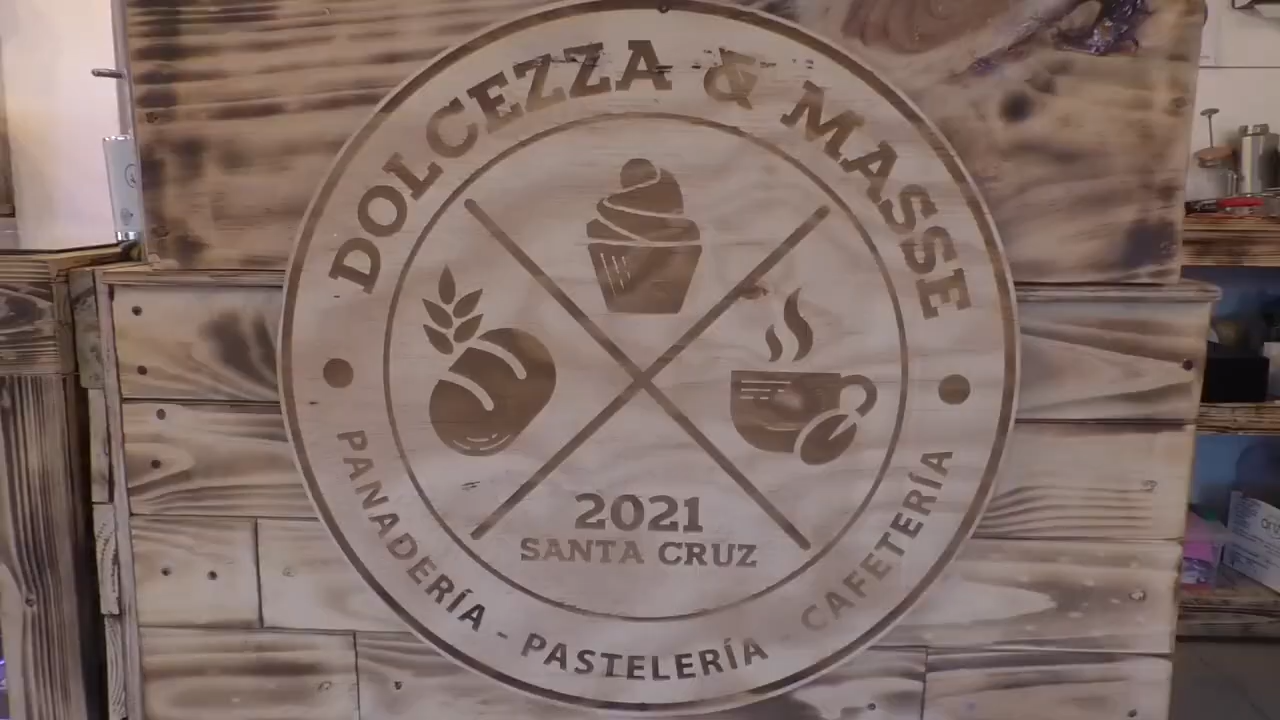 DOLCEZZA & MASSE
2021
SANTA CRUZ
PANADERÍA - PASTELERÍA - CAFETERÍA